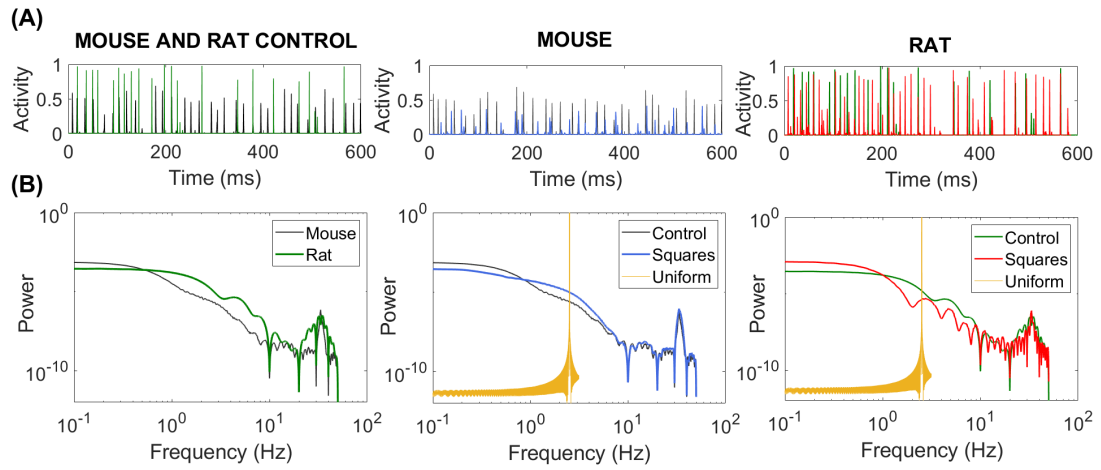 (A)
MOUSE AND RAT CONTROL
MOUSE
RAT
Activity
1
0.5
0
0 200 400 600
Time (ms)
Activity
1
0.5
0
0 200 400 600
Time (ms)
Activity
1
0.5
0
0 200 400 600
Time (ms)
(B)
Power
10^0
10^-10
Mouse
Rat
10^-1 10^0 10^1 10^2
Frequency (Hz)
Power
10^0
10^-10
Control
Squares
Uniform
10^-1 10^0 10^1 10^2
Frequency (Hz)
Power
10^0
10^-10
Control
Squares
Uniform
10^-1 10^0 10^1 10^2
Frequency (Hz)